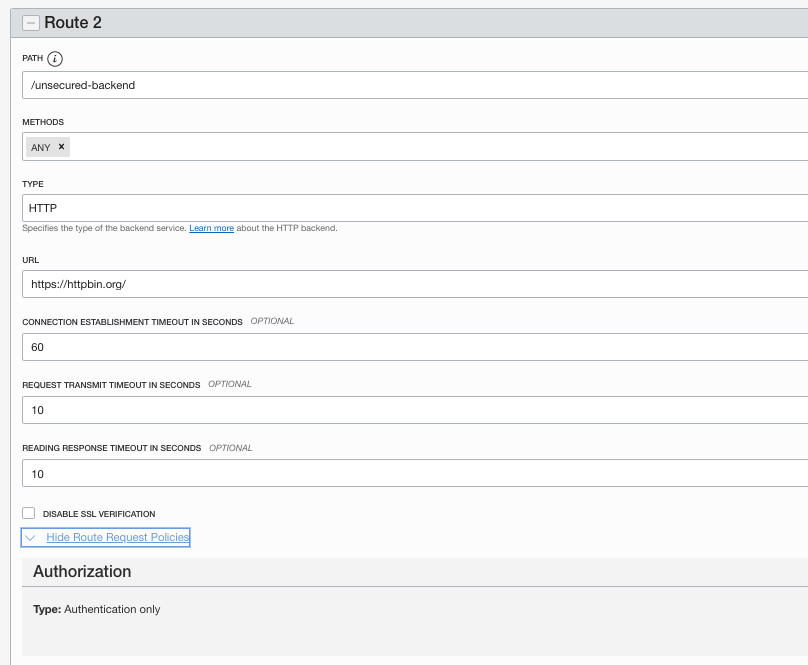 Route 2
PATH i
/unsecured-backend
METHODS
ANY ×
TYPE
HTTP
Specifies the type of the backend service. Learn more about the HTTP backend.
URL
https://httpbin.org/
CONNECTION ESTABLISHMENT TIMEOUT IN SECONDS OPTIONAL
60
REQUEST TRANSMIT TIMEOUT IN SECONDS OPTIONAL
10
READING RESPONSE TIMEOUT IN SECONDS OPTIONAL
10
DISABLE SSL VERIFICATION
Hide Route Request Policies
Authorization
Type: Authentication only